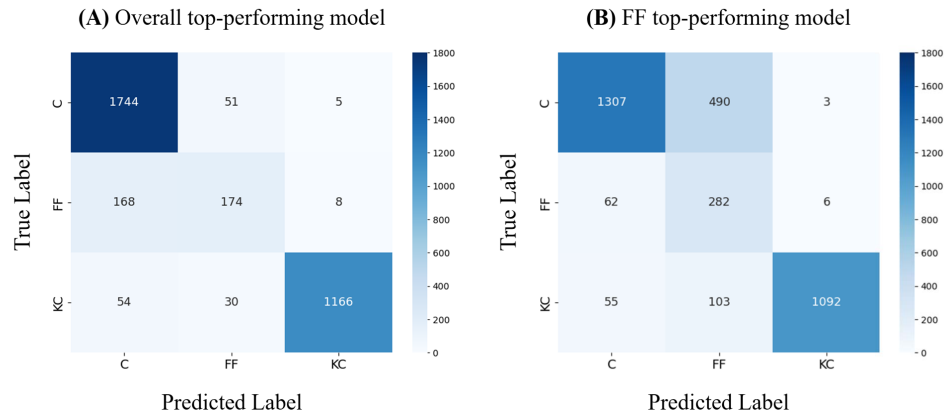 (A) Overall top-performing model
True Label
C
1744 51 5
FF
168 174 8
KC
54 30 1166
C FF KC
Predicted Label
1800
1600
1400
1200
1000
800
600
400
200
0
(B) FF top-performing model
True Label
C
1307 490 3
FF
62 282 6
KC
55 103 1092
C FF KC
Predicted Label
1800
1600
1400
1200
1000
800
600
400
200
0